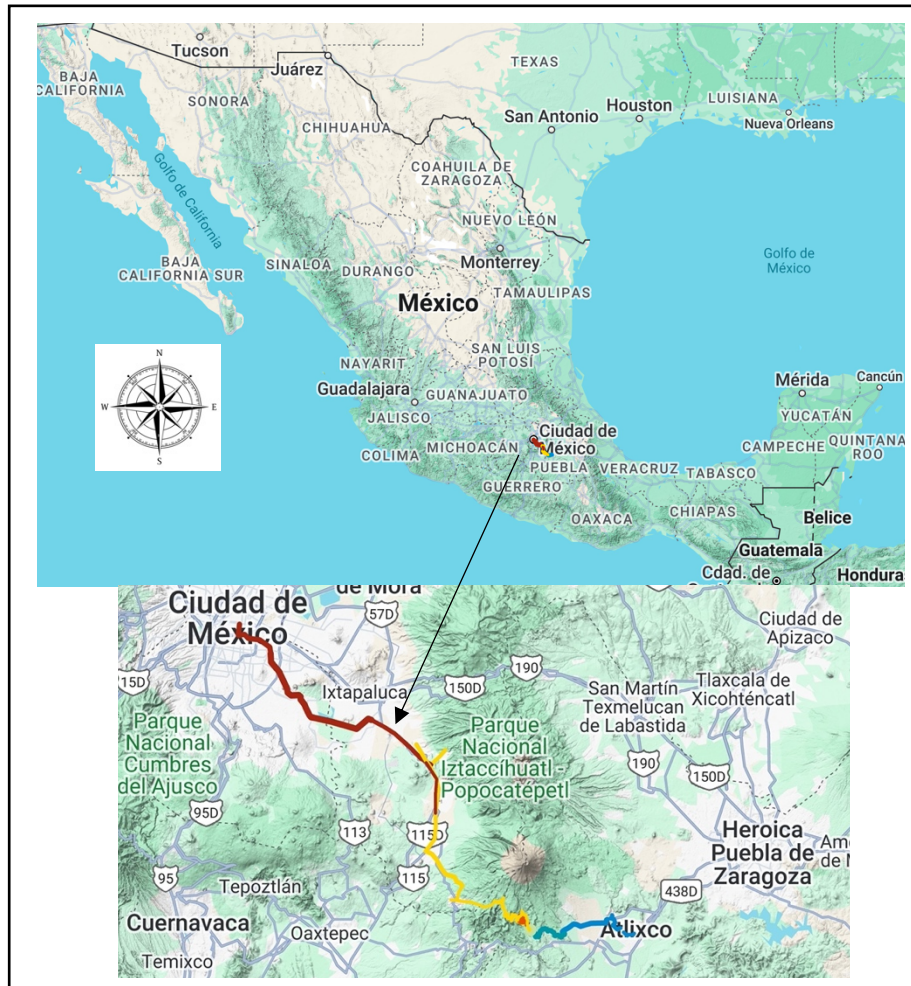 Tucson
Juárez
BAJA
CALIFORNIA
SONORA
TEXAS
Houston
LUISIANA
San Antonio
Nueva Orleans
CHIHUAHUA
COAHUILA DE
ZARAGOZA
Golfo de California
NUEVO LEÓN
BAJA
CALIFORNIA SUR
SINALOA
DURANGO
Monterrey
Golfo de
México
México
TAMAULIPAS
N
W
E
S
NAYARIT
SAN LUIS
POTOSÍ
Guadalajara
GUANAJUATO
JALISCO
Mérida
Cancún
YUCATÁN
Ciudad de
México
COLIMA
MICHOACÁN
CAMPECHE
QUINTANA
ROO
PUEBLA
VERACRUZ
TABASCO
GUERRERO
CHIAPAS
OAXACA
Belice
Guatemala
Cdad. de
Honduras
de Mora
Ciudad de
México
57D
Ciudad de
Apizaco
15D
Ixtapaluca
150D
190
San Martín
Texmelucan
de Labastida
Tlaxcala de
Xicohténcatl
Parque
Nacional
Cumbres
del Ajusco
Parque
Nacional
Iztaccíhuatl -
Popocatépetl
190
150D
95D
113
115D
Heroica
Puebla de
Zaragoza
95
Tepoztlán
115
438D
Cuernavaca
Oaxtepec
Atlixco
Temixco